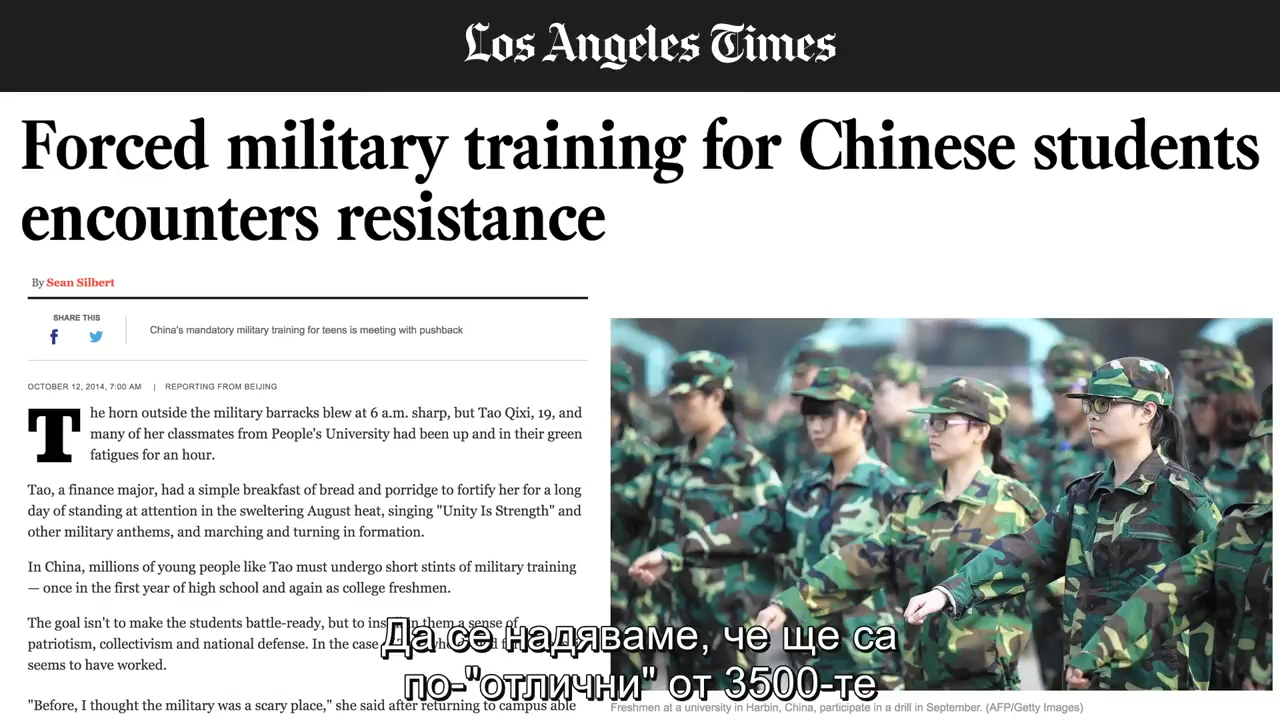 Los Angeles Times
Forced military training for Chinese students
encounters resistance
By Sean Silbert
SHARE THIS
China's mandatory military training for teens is meeting with pushback
OCTOBER 12, 2014, 7:00 AM | REPORTING FROM BEIJING
The horn outside the military barracks blew at 6 a.m. sharp, but Tao Qixi, 19, and
many of her classmates from People's University had been up and in their green
fatigues for an hour.
Tao, a finance major, had a simple breakfast of bread and porridge to fortify her for a long
day of standing at attention in the sweltering August heat, singing "Unity Is Strength" and
other military anthems, and marching and turning in formation.
In China, millions of young people like Tao must undergo short stints of military training
— once in the first year of high school and again as college freshmen.
The goal isn't to make the students battle-ready, but to them a sense of
patriotism, collectivism and national defense. In the case
seems to have worked.
"Before, I thought the military was a scary place," she said after returning to campus able
Freshmen at a university in Harbin, China, participate in a drill in September. (AFP/Getty Images)
Да се надяваме, че ще са
по-"отлични" от 3500-те